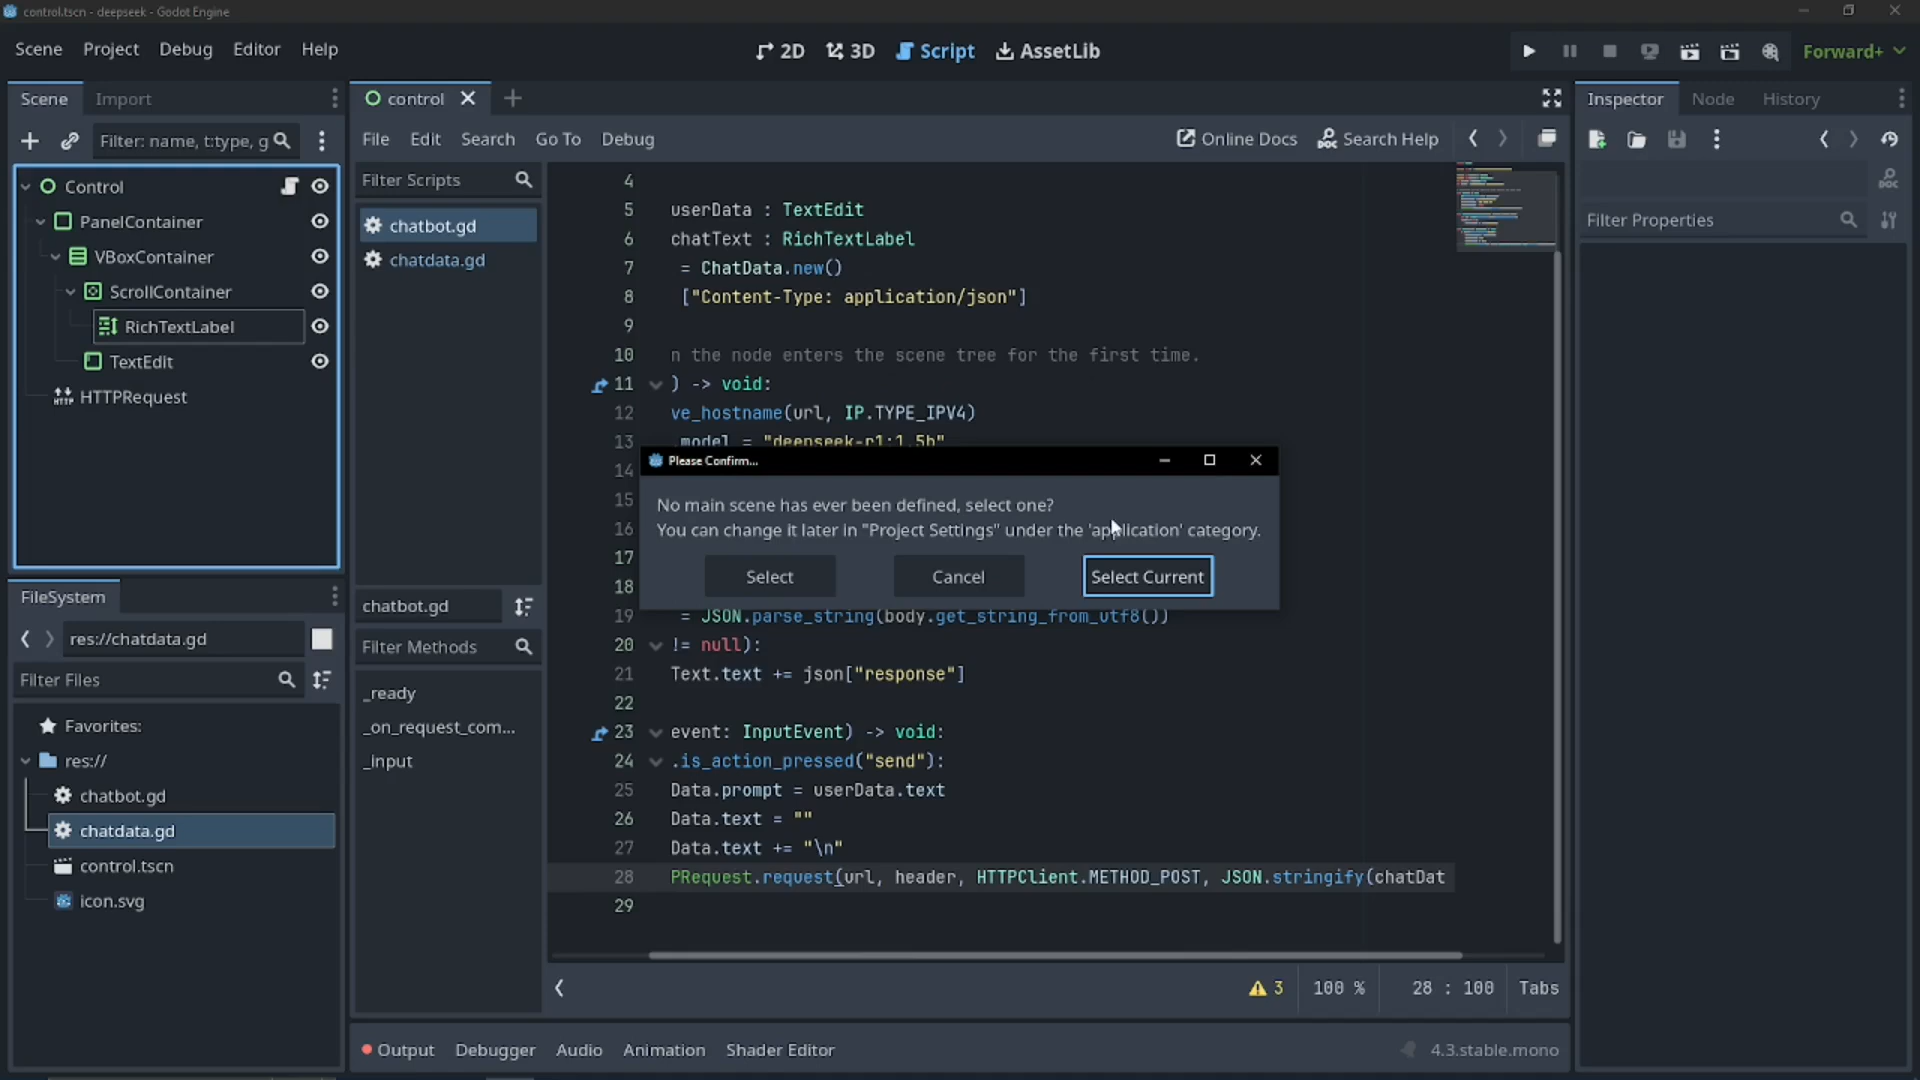 control.tscn - deepseek - Godot Engine
Scene Project Debug Editor Help
2D 3D Script AssetLib
Forward+
Scene Import
Filter: name, t:type, g
Control
PanelContainer
VBoxContainer
ScrollContainer
RichTextLabel
TextEdit
HTTP HTTPRequest
FileSystem
res://chatdata.gd
Filter Files
Favorites:
res://
chatbot.gd
chatdata.gd
control.tscn
icon.svg
control
File Edit Search Go To Debug
Online Docs DOC Search Help
Filter Scripts
chatbot.gd
chatdata.gd
chatbot.gd
Filter Methods
_ready
_on_request_com...
_input
4
5 userData : TextEdit
6 chatText : RichTextLabel
7 = ChatData.new()
8 ["Content-Type: application/json"]
9
10 n the node enters the scene tree for the first time.
11 ) -> void:
12 ve_hostname(url, IP.TYPE_IPV4)
13 .model = "deepseek-r1:1.5b"
14
15
16
17
18
19 = JSON.parse_string(body.get_string_from_utf8())
20 != null):
21 Text.text += json["response"]
22
23 event: InputEvent) -> void:
24 .is_action_pressed("send"):
25 Data.prompt = userData.text
26 Data.text = ""
27 Data.text += "\n"
28 PRequest.request(url, header, HTTPClient.METHOD_POST, JSON.stringify(chatDat
29
Please Confirm...
No main scene has ever been defined, select one?
You can change it later in "Project Settings" under the 'application' category.
Select Cancel Select Current
3 100 % 28 : 100 Tabs
Output Debugger Audio Animation Shader Editor
4.3.stable.mono
Inspector Node History
DOC
Filter Properties